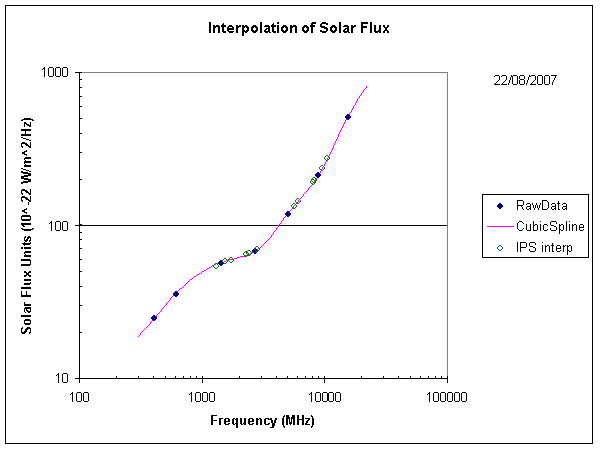 Interpolation of Solar Flux
22/08/2007
1000
100
10
Solar Flux Units (10^-22 W/m^2/Hz)
100
1000
10000
100000
Frequency (MHz)
RawData
CubicSpline
IPS interp